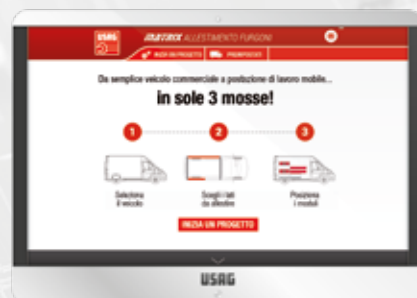 USAG
MATRIX ALLESTIMENTO FURGONI
INIZIA UN PROGETTO
PREIMPOSTATI
Da semplice veicolo commerciale a postazione di lavoro mobile...
in sole 3 mosse!
1
2
3
Seleziona
il veicolo
Scegli i lati
da allestire
Posiziona
i moduli
INIZIA UN PROGETTO
USAG